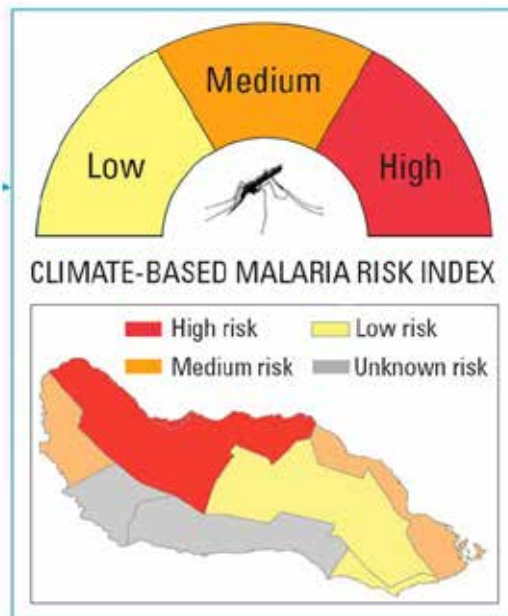 Medium
Low
High
CLIMATE-BASED MALARIA RISK INDEX
High risk
Low risk
Medium risk
Unknown risk